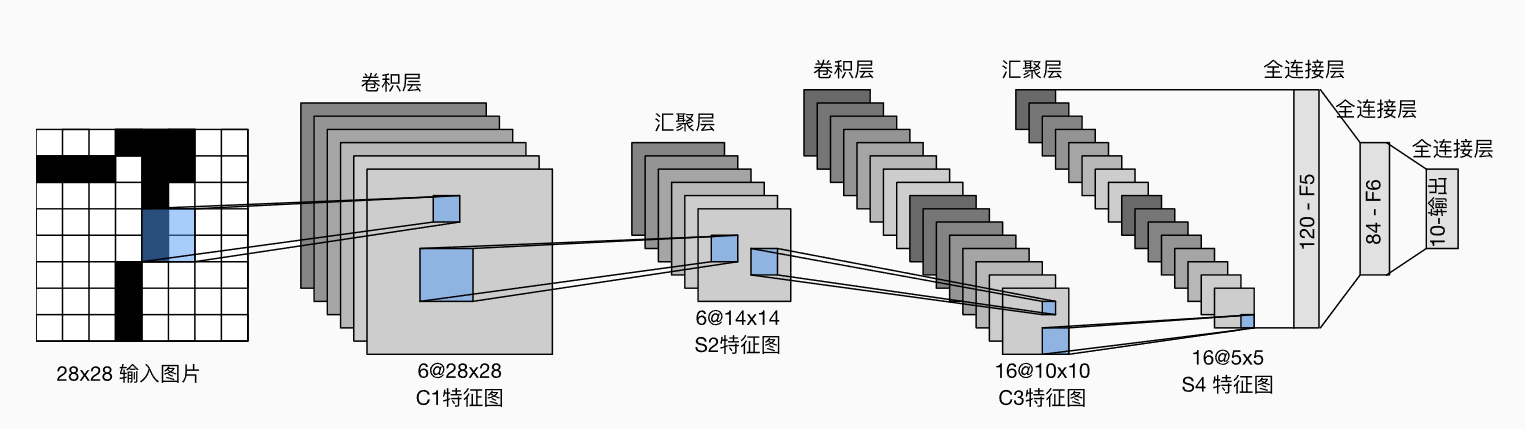 卷积层
汇聚层
卷积层
汇聚层
全连接层
全连接层
全连接层
120 - F5
84 - F6
10-输出
28x28 输入图片
6@28x28
C1特征图
6@14x14
S2特征图
16@10x10
C3特征图
16@5x5
S4 特征图